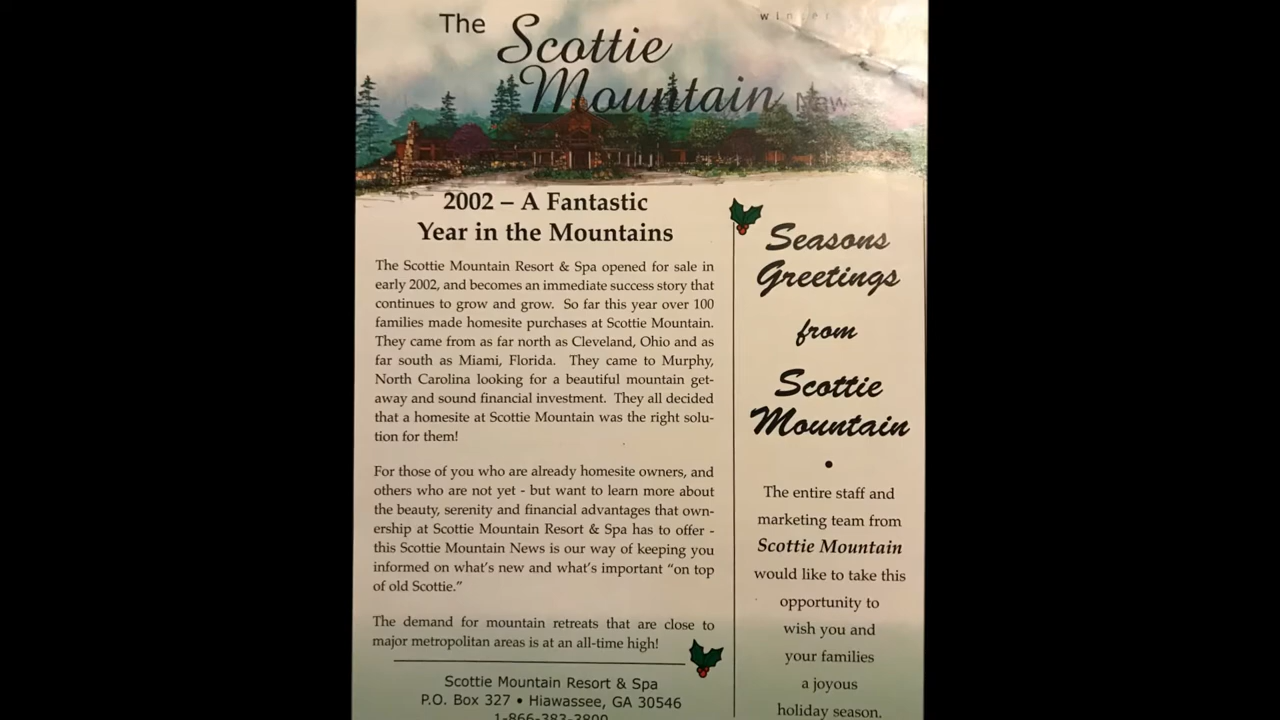 winter
The Scottie
Mountain News
2002 – A Fantastic
Year in the Mountains
The Scottie Mountain Resort & Spa opened for sale in
early 2002, and becomes an immediate success story that
continues to grow and grow. So far this year over 100
families made homesite purchases at Scottie Mountain.
They came from as far north as Cleveland, Ohio and as
far south as Miami, Florida. They came to Murphy,
North Carolina looking for a beautiful mountain get-
away and sound financial investment. They all decided
that a homesite at Scottie Mountain was the right solu-
tion for them!
For those of you who are already homesite owners, and
others who are not yet - but want to learn more about
the beauty, serenity and financial advantages that own-
ership at Scottie Mountain Resort & Spa has to offer -
this Scottie Mountain News is our way of keeping you
informed on what's new and what's important "on top
of old Scottie."
The demand for mountain retreats that are close to
major metropolitan areas is at an all-time high!
Scottie Mountain Resort & Spa
P.O. Box 327 • Hiawassee, GA 30546
1-866-383-3800
Seasons
Greetings
from
Scottie
Mountain
•
The entire staff and
marketing team from
Scottie Mountain
would like to take this
opportunity to
wish you and
your families
a joyous
holiday season.